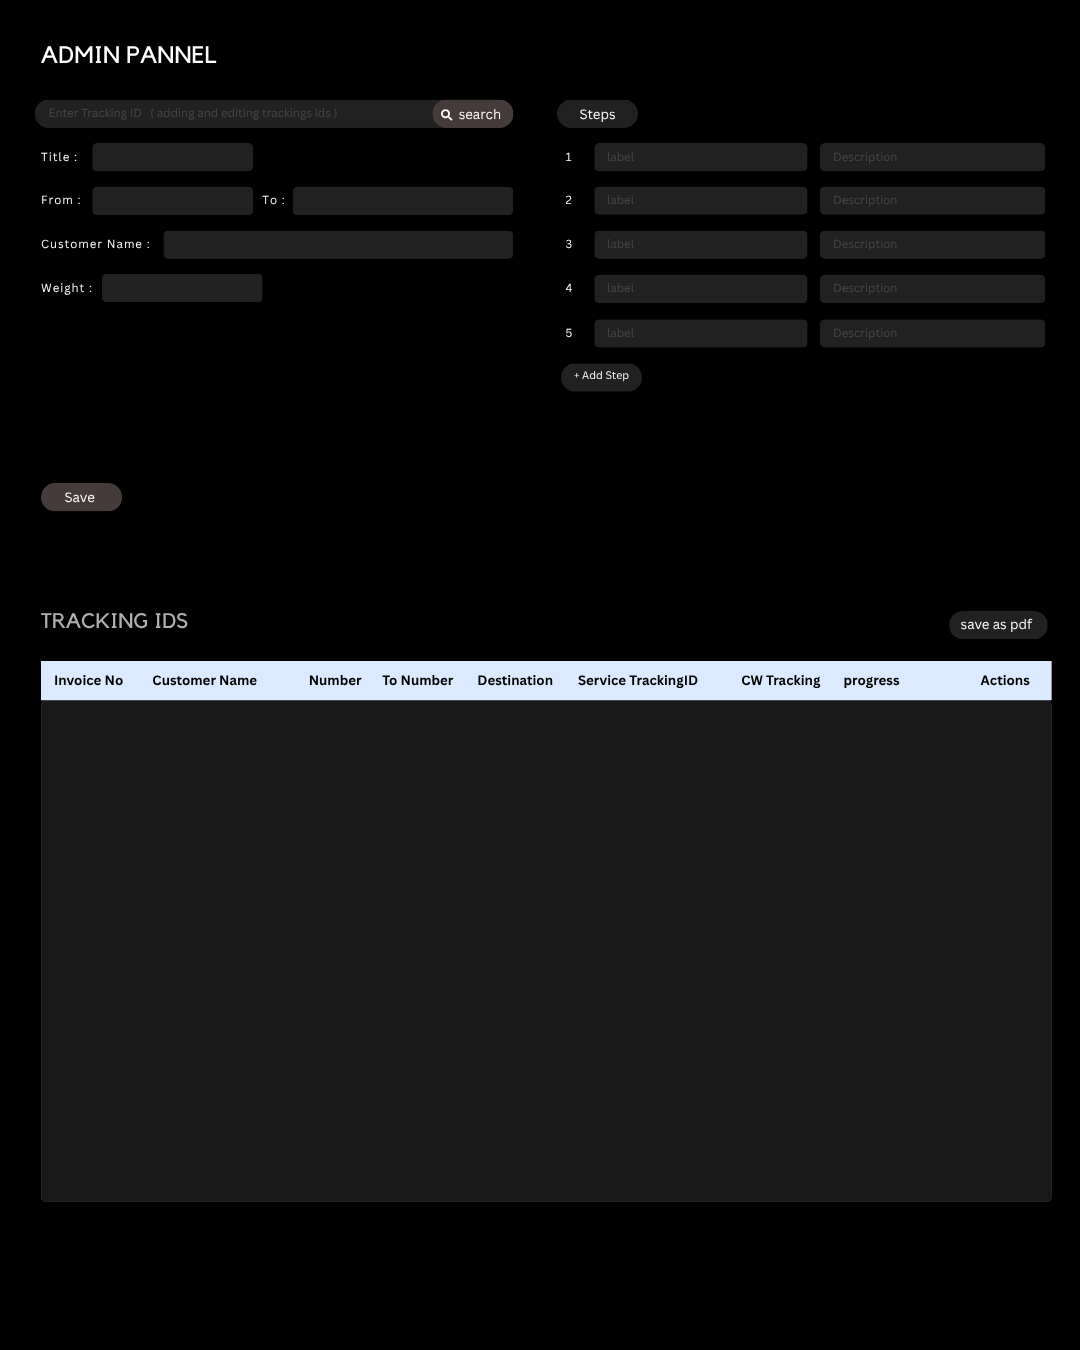 ADMIN PANNEL
Enter Tracking ID ( adding and editing trackings ids )
search
Title :
From :
To :
Customer Name :
Weight :
Steps
1 label Description
2 label Description
3 label Description
4 label Description
5 label Description
+ Add Step
Save
TRACKING IDS
save as pdf
Invoice No Customer Name Number To Number Destination Service TrackingID CW Tracking progress Actions